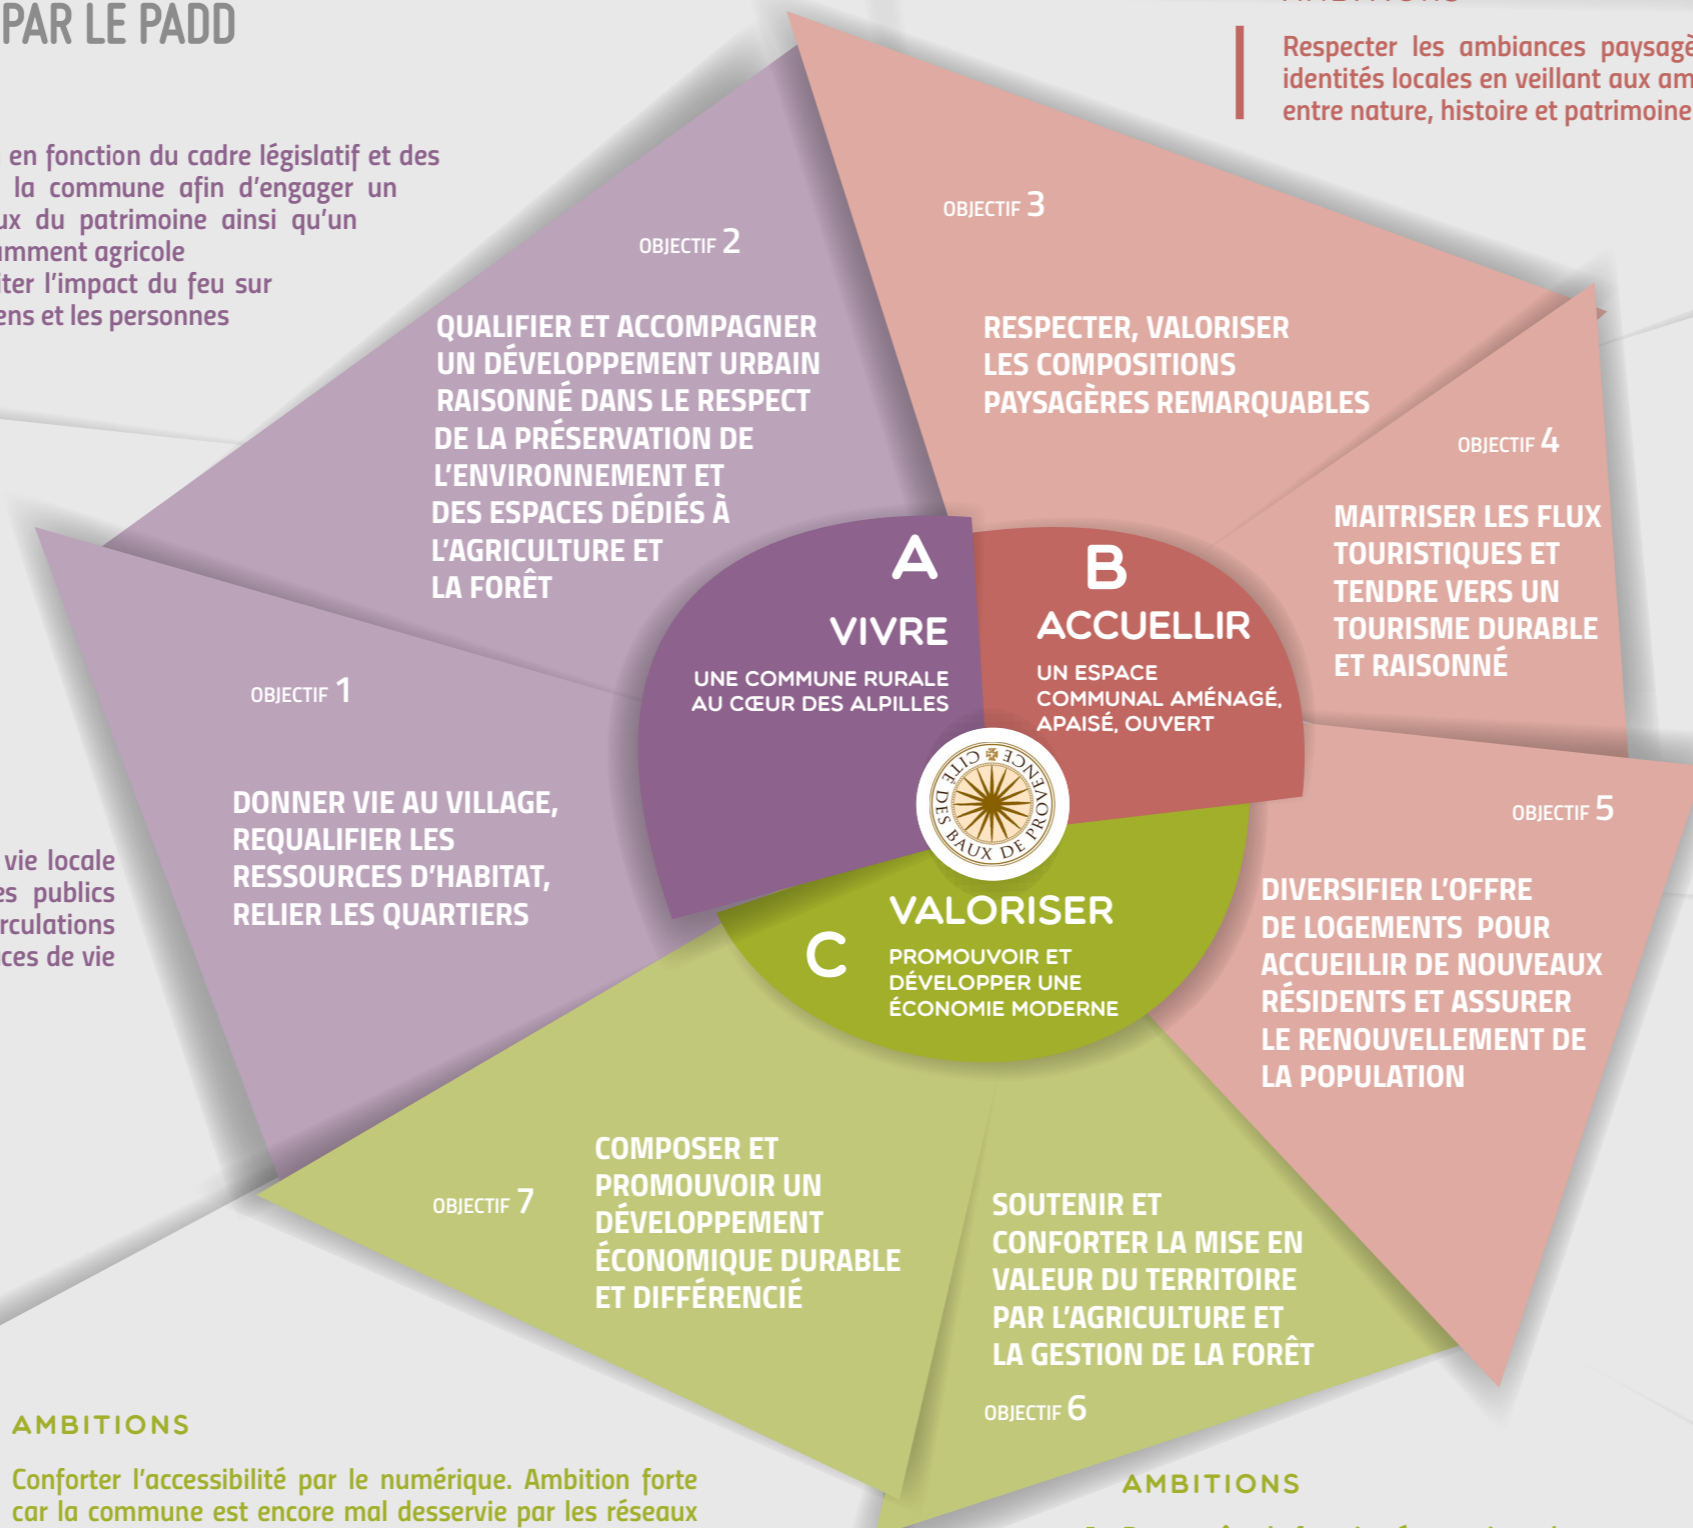 PAR LE PADD
en fonction du cadre législatif et des
la commune afin d'engager un
du patrimoine ainsi qu'un
agricole
l'impact du feu sur
et les personnes
Respecter les ambiances
identités locales en veillant aux
entre nature, histoire et patrimoine
OBJECTIF 2
QUALIFIER ET ACCOMPAGNER
UN DÉVELOPPEMENT URBAIN
RAISONNÉ DANS LE RESPECT
DE LA PRÉSERVATION DE
L'ENVIRONNEMENT ET
DES ESPACES DÉDIÉS À
L'AGRICULTURE ET
LA FORÊT
OBJECTIF 3
RESPECTER, VALORISER
LES COMPOSITIONS
PAYSAGÈRES REMARQUABLES
OBJECTIF 4
MAITRISER LES FLUX
TOURISTIQUES ET
TENDRE VERS UN
TOURISME DURABLE
ET RAISONNÉ
A
VIVRE
UNE COMMUNE RURALE
AU CŒUR DES ALPILLES
B
ACCUELLIR
UN ESPACE
COMMUNAL AMÉNAGÉ,
APAISÉ, OUVERT
OBJECTIF 1
DONNER VIE AU VILLAGE,
REQUALIFIER LES
RESSOURCES D'HABITAT,
RELIER LES QUARTIERS
CITÉ DES BAUX DE PROVENCE
vie locale
publics
de vie
C
VALORISER
PROMOUVOIR ET
DÉVELOPPER UNE
ÉCONOMIE MODERNE
OBJECTIF 5
DIVERSIFIER L'OFFRE
DE LOGEMENTS POUR
ACCUEILLIR DE NOUVEAUX
RÉSIDENTS ET ASSURER
LE RENOUVELLEMENT DE
LA POPULATION
OBJECTIF 7
COMPOSER ET
PROMOUVOIR UN
DÉVELOPPEMENT
ÉCONOMIQUE DURABLE
ET DIFFÉRENCIÉ
SOUTENIR ET
CONFORTER LA MISE EN
VALEUR DU TERRITOIRE
PAR L'AGRICULTURE ET
LA GESTION DE LA FORÊT
OBJECTIF 6
AMBITIONS
Conforter l'accessibilité par le numérique. Ambition forte
car la commune est encore mal desservie par les réseaux
AMBITIONS